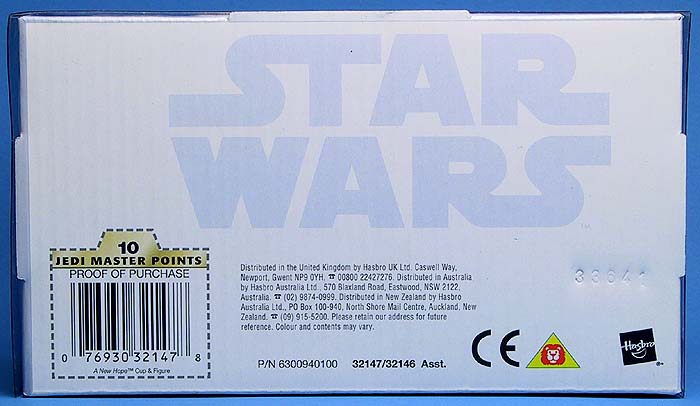 STAR
WARS
™
10
JEDI MASTER POINTS
PROOF OF PURCHASE
0 76930 32147 8
A New Hope™ Cup & Figure
Distributed in the United Kingdom by Hasbro UK Ltd. Caswell Way,
Newport, Gwent NP9 0YH. ☎ 00800 22427276. Distributed in Australia
by Hasbro Australia Ltd., 570 Blaxland Road, Eastwood, NSW 2122,
Australia. ☎ (02) 9874-0999. Distributed in New Zealand by Hasbro
Australia Ltd., PO Box 100-940, North Shore Mail Centre, Auckland, New
Zealand. ☎ (09) 915-5200. Please retain our address for future
reference. Colour and contents may vary.
P/N 6300940100 32147/32146 Asst.
33641
CE
Hasbro
®